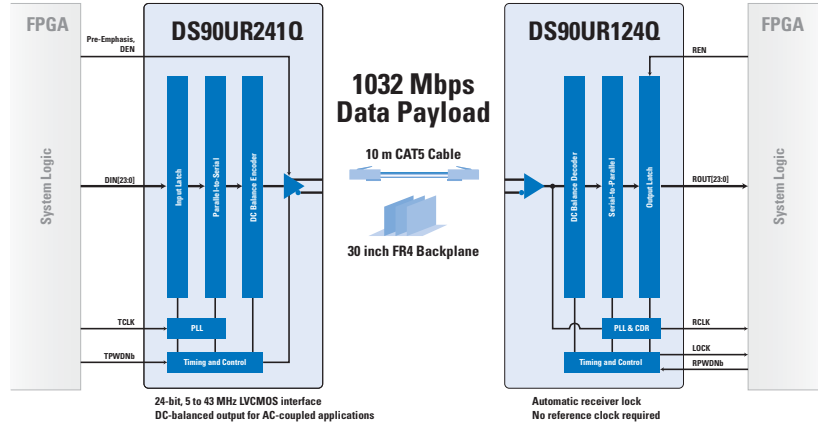 FPGA
DS90UR241Q
DS90UR124Q
FPGA
Pre-Emphasis,
DEN
REN
1032 Mbps
Data Payload
10 m CAT5 Cable
30 inch FR4 Backplane
System Logic
DIN[23:0]
Input Latch
Parallel-to-Serial
DC Balance Encoder
DC Balance Decoder
Serial-to-Parallel
Output Latch
ROUT[23:0]
System Logic
TCLK
PLL
PLL & CDR
RCLK
TPWDNb
Timing and Control
Timing and Control
LOCK
RPWDNb
24-bit, 5 to 43 MHz LVCMOS interface
DC-balanced output for AC-coupled applications
Automatic receiver lock
No reference clock required